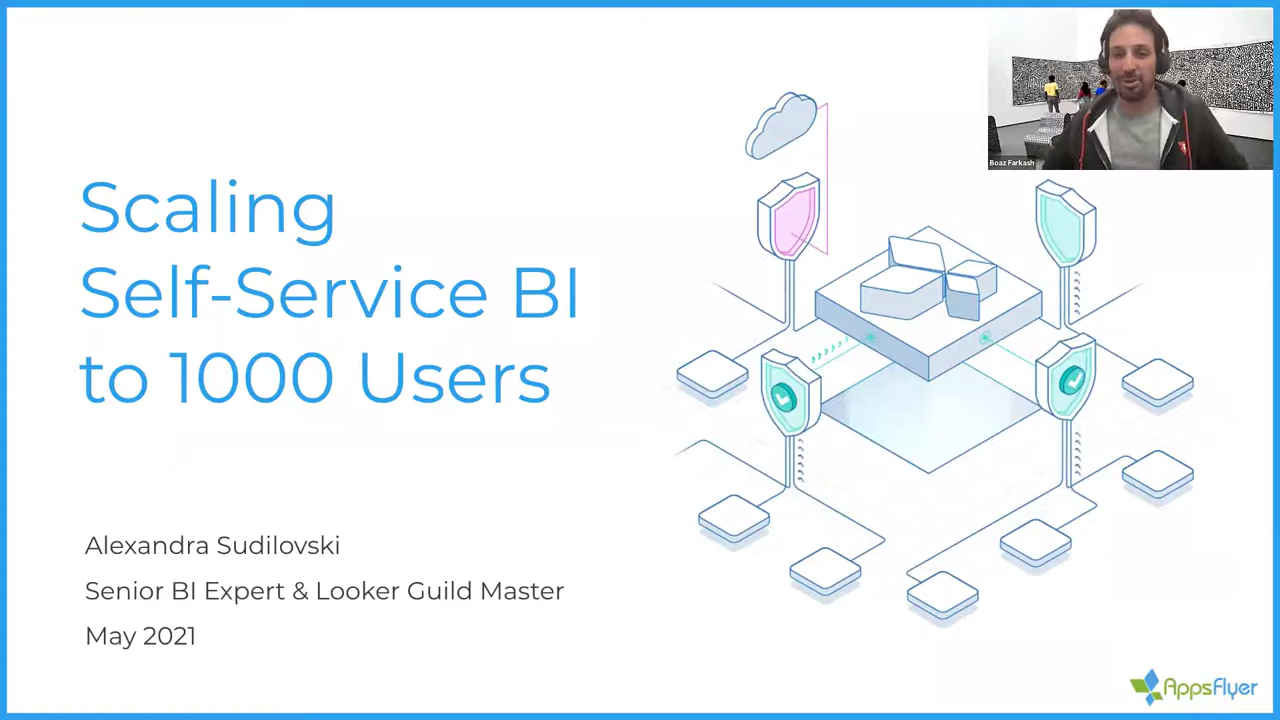 Scaling
Self-Service BI
to 1000 Users
Alexandra Sudilovski
Senior BI Expert & Looker Guild Master
May 2021
Boaz Farkash
AppsFlyer